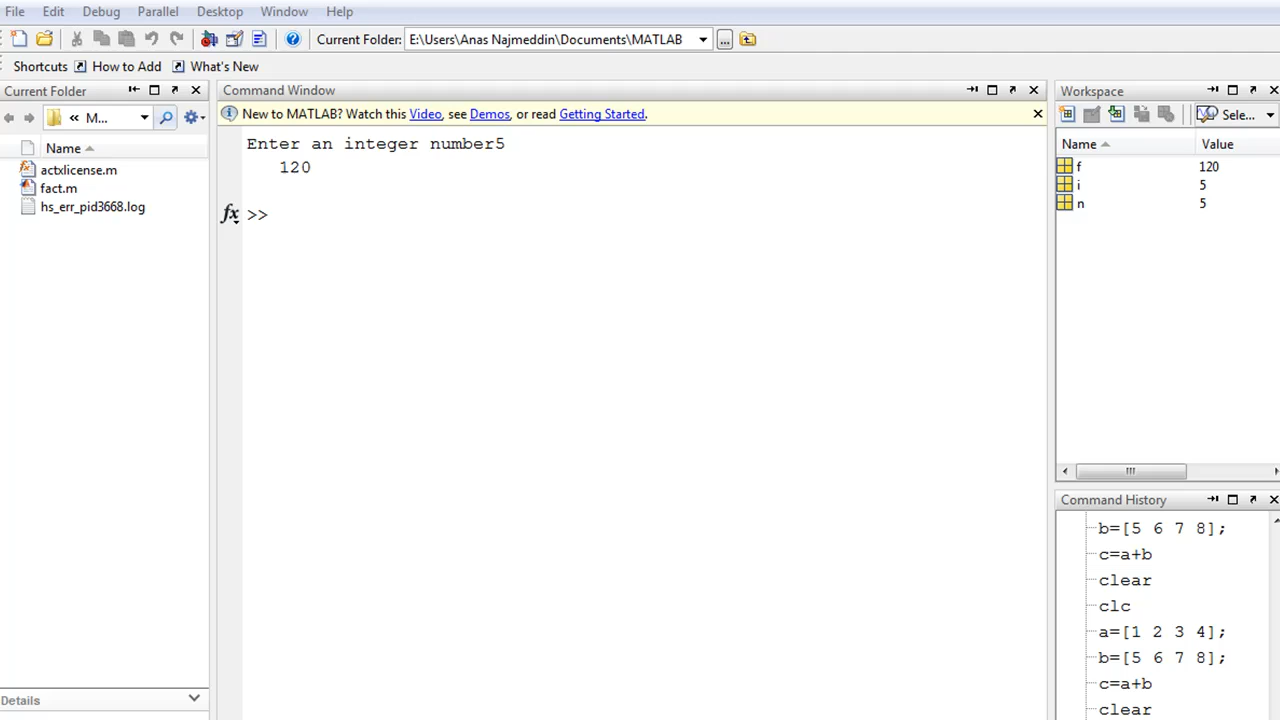 File Edit Debug Parallel Desktop Window Help
Current Folder: E:\Users\Anas Najmeddin\Documents\MATLAB ...
Shortcuts How to Add What's New
Current Folder
« M...
Name
actxlicense.m
fact.m
hs_err_pid3668.log
Details
Command Window
New to MATLAB? Watch this Video, see Demos, or read Getting Started.
Enter an integer number5
120
fx >>
Workspace
Sele...
Name Value
f 120
i 5
n 5
Command History
b=[5 6 7 8];
c=a+b
clear
clc
a=[1 2 3 4];
b=[5 6 7 8];
c=a+b
clear